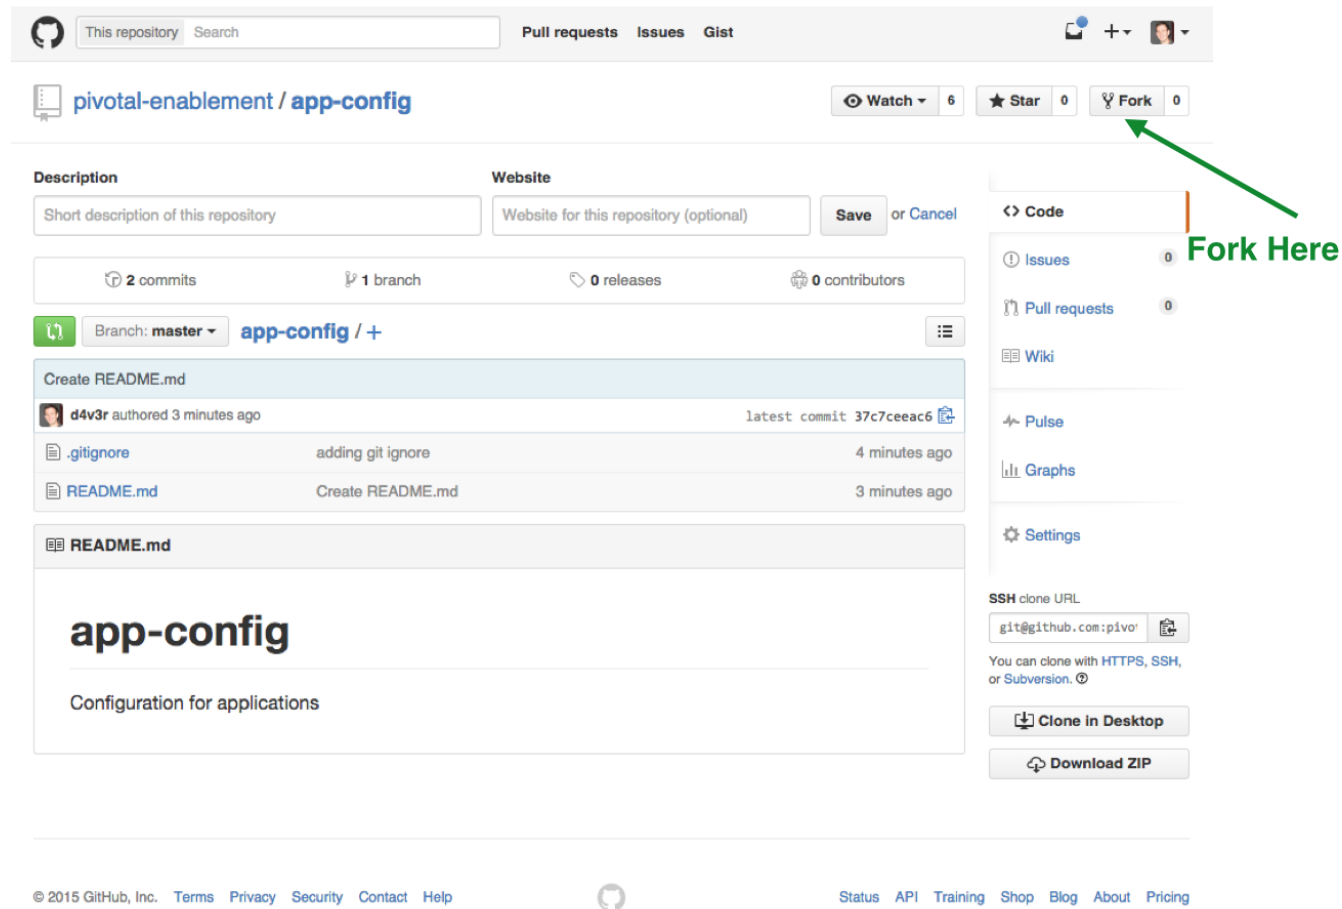 This repository Search Pull requests Issues Gist
pivotal-enablement / app-config Watch 6 Star 0 Fork 0
Description Website
Short description of this repository Website for this repository (optional) Save or Cancel
2 commits 1 branch 0 releases 0 contributors
Branch: master app-config / +
Create README.md
d4v3r authored 3 minutes ago latest commit 37c7ceeac6
.gitignore adding git ignore 4 minutes ago
README.md Create README.md 3 minutes ago
README.md
app-config
Configuration for applications
<> Code
Fork Here
Issues 0
Pull requests 0
Wiki
Pulse
Graphs
Settings
SSH clone URL
git@github.com:pivo
You can clone with HTTPS, SSH,
or Subversion.
Clone in Desktop
Download ZIP
© 2015 GitHub, Inc. Terms Privacy Security Contact Help Status API Training Shop Blog About Pricing